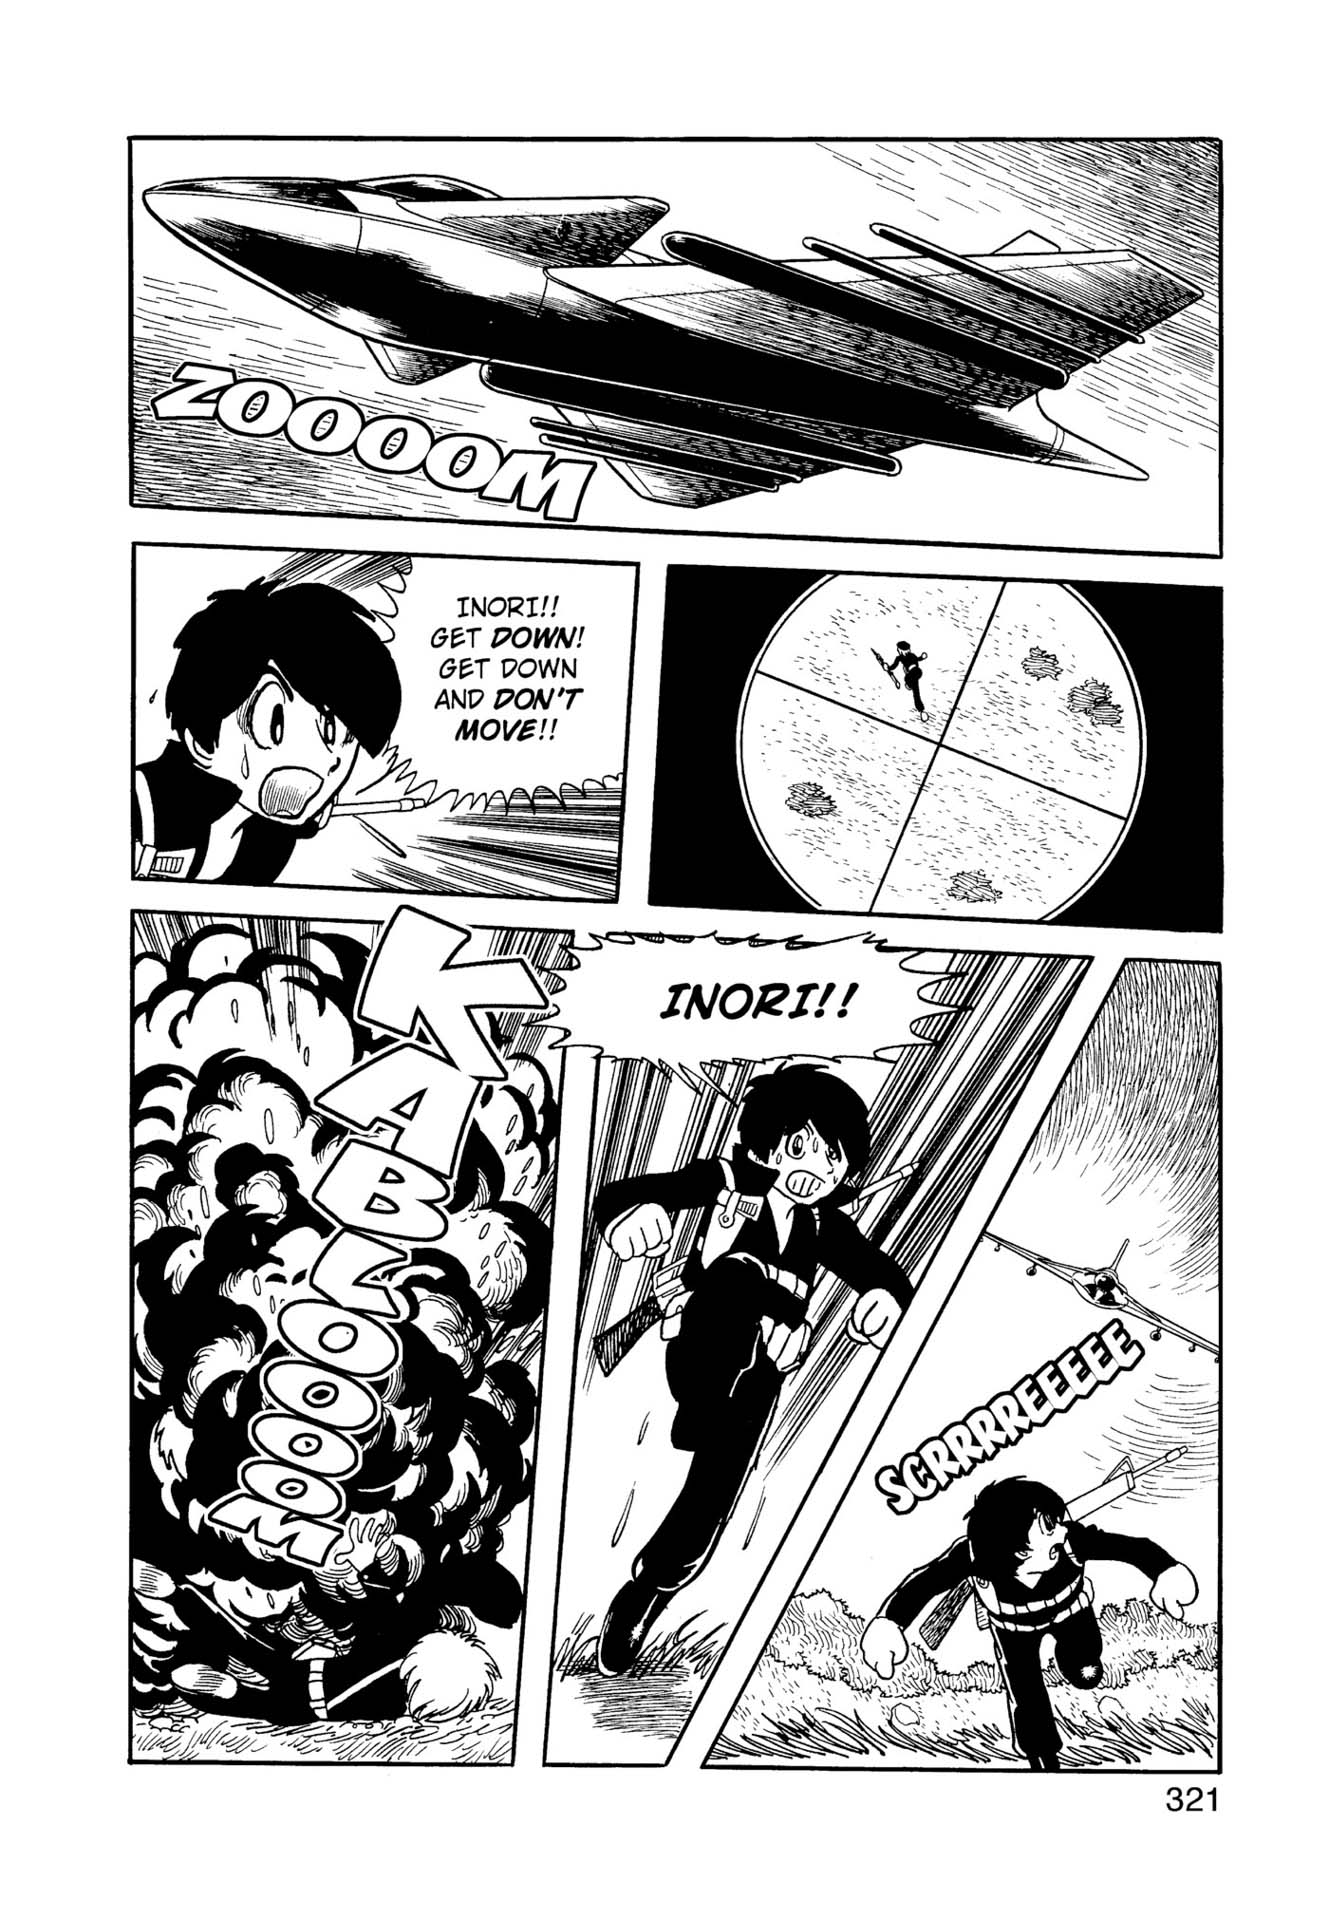 ZOOOOM
INORI!!
GET DOWN!
GET DOWN
AND DON'T
MOVE!!
KABLOOOOM
INORI!!
SCRRRREEEEE
321